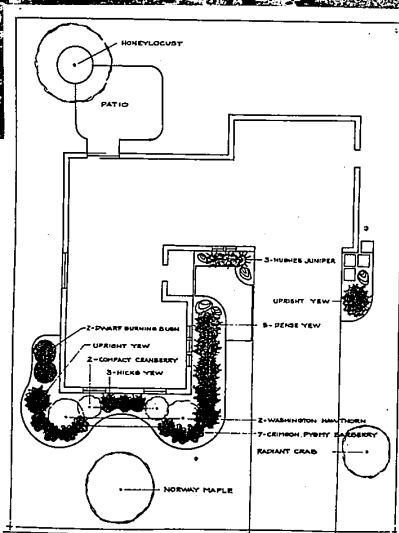 HONEYLOCUST
PATIO
3-HUGHES JUNIPER
UPRIGHT YEW
2-DWARF BURNING BUSH
5-DENSE YEW
UPRIGHT YEW
2-COMPACT CRANBERRY
3-HICKS YEW
2-WASHINGTON HAWTHORN
7-CRIMSON PYGMY BARBERRY
RADIANT CRAB
NORWAY MAPLE